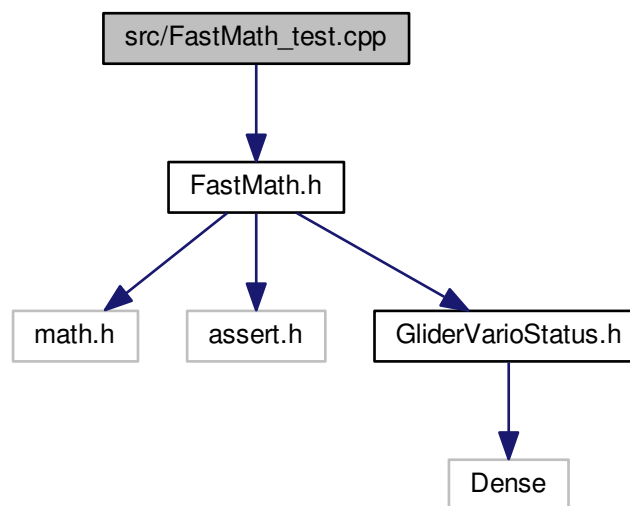 src/FastMath_test.cpp
FastMath.h
math.h
assert.h
GliderVarioStatus.h
Dense